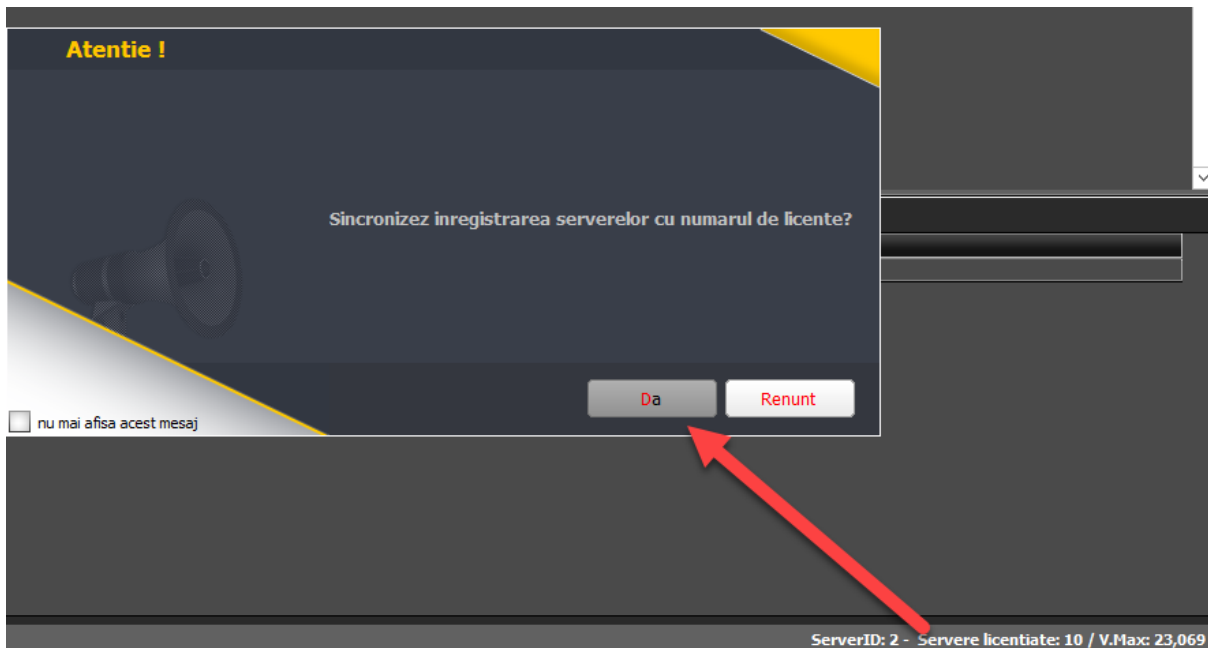 Atentie !
Sincronizez inregistrarea serverelor cu numarul de licente?
Da
Renunt
nu mai afisa acest mesaj
ServerID: 2 - Servere licentiate: 10 / V.Max: 23,069